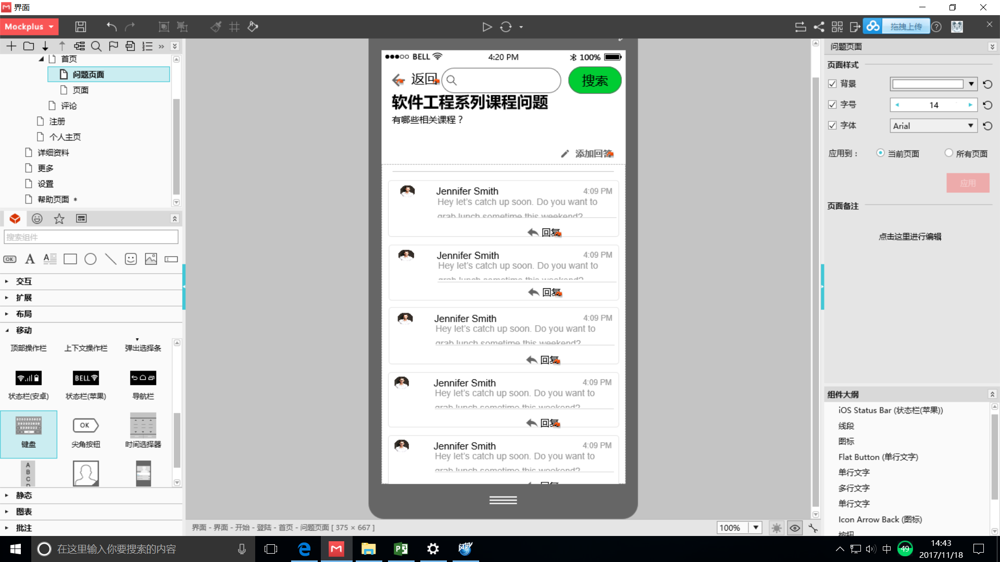 界面
Mockplus
拖拽上传
首页
问题页面
页面
评论
注册
个人主页
详细资料
更多
设置
帮助页面 *
搜索组件
OK
交互
扩展
布局
移动
顶部操作栏
上下文操作栏
弹出选择条
BELL
状态栏(安卓)
状态栏(苹果)
导航栏
OK
键盘
尖角按钮
时间选择器
A
B
C
D
静态
图表
批注
BELL
4:20 PM
100%
返回
搜索
软件工程系列课程问题
有哪些相关课程？
添加回答
Jennifer Smith
4:09 PM
Hey let's catch up soon. Do you want to
grab lunch sometime this weekend?
回复
Jennifer Smith
4:09 PM
Hey let's catch up soon. Do you want to
grab lunch sometime this weekend?
回复
Jennifer Smith
4:09 PM
Hey let's catch up soon. Do you want to
grab lunch sometime this weekend?
回复
Jennifer Smith
4:09 PM
Hey let's catch up soon. Do you want to
grab lunch sometime this weekend?
回复
Jennifer Smith
4:09 PM
Hey let's catch up soon. Do you want to
grab lunch sometime this weekend?
回复
界面 - 界面 - 开始 - 登陆 - 首页 - 问题页面 [ 375 × 667 ]
100%
问题页面
页面样式
背景
字号
14
字体
Arial
应用到：
当前页面
所有页面
应用
页面备注
点击这里进行编辑
组件大纲
iOS Status Bar (状态栏(苹果))
线段
图标
Flat Button (单行文字)
单行文字
多行文字
单行文字
Icon Arrow Back (图标)
按钮
在这里输入你要搜索的内容
中
49
14:43
2017/11/18